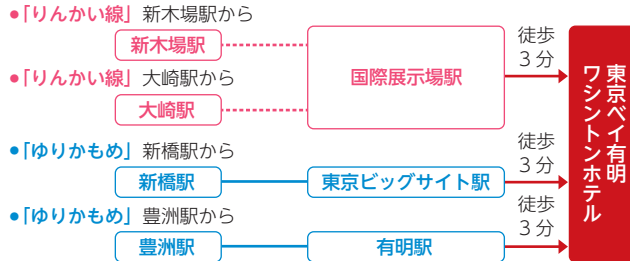 ●「りんかい線」新木場駅から
新木場駅
●「りんかい線」大崎駅から
大崎駅
国際展示場駅
徒歩
3分
●「ゆりかもめ」新橋駅から
新橋駅
東京ビッグサイト駅
徒歩
3分
●「ゆりかもめ」豊洲駅から
豊洲駅
有明駅
徒歩
3分
東京ベイ有明
ワシントンホテル